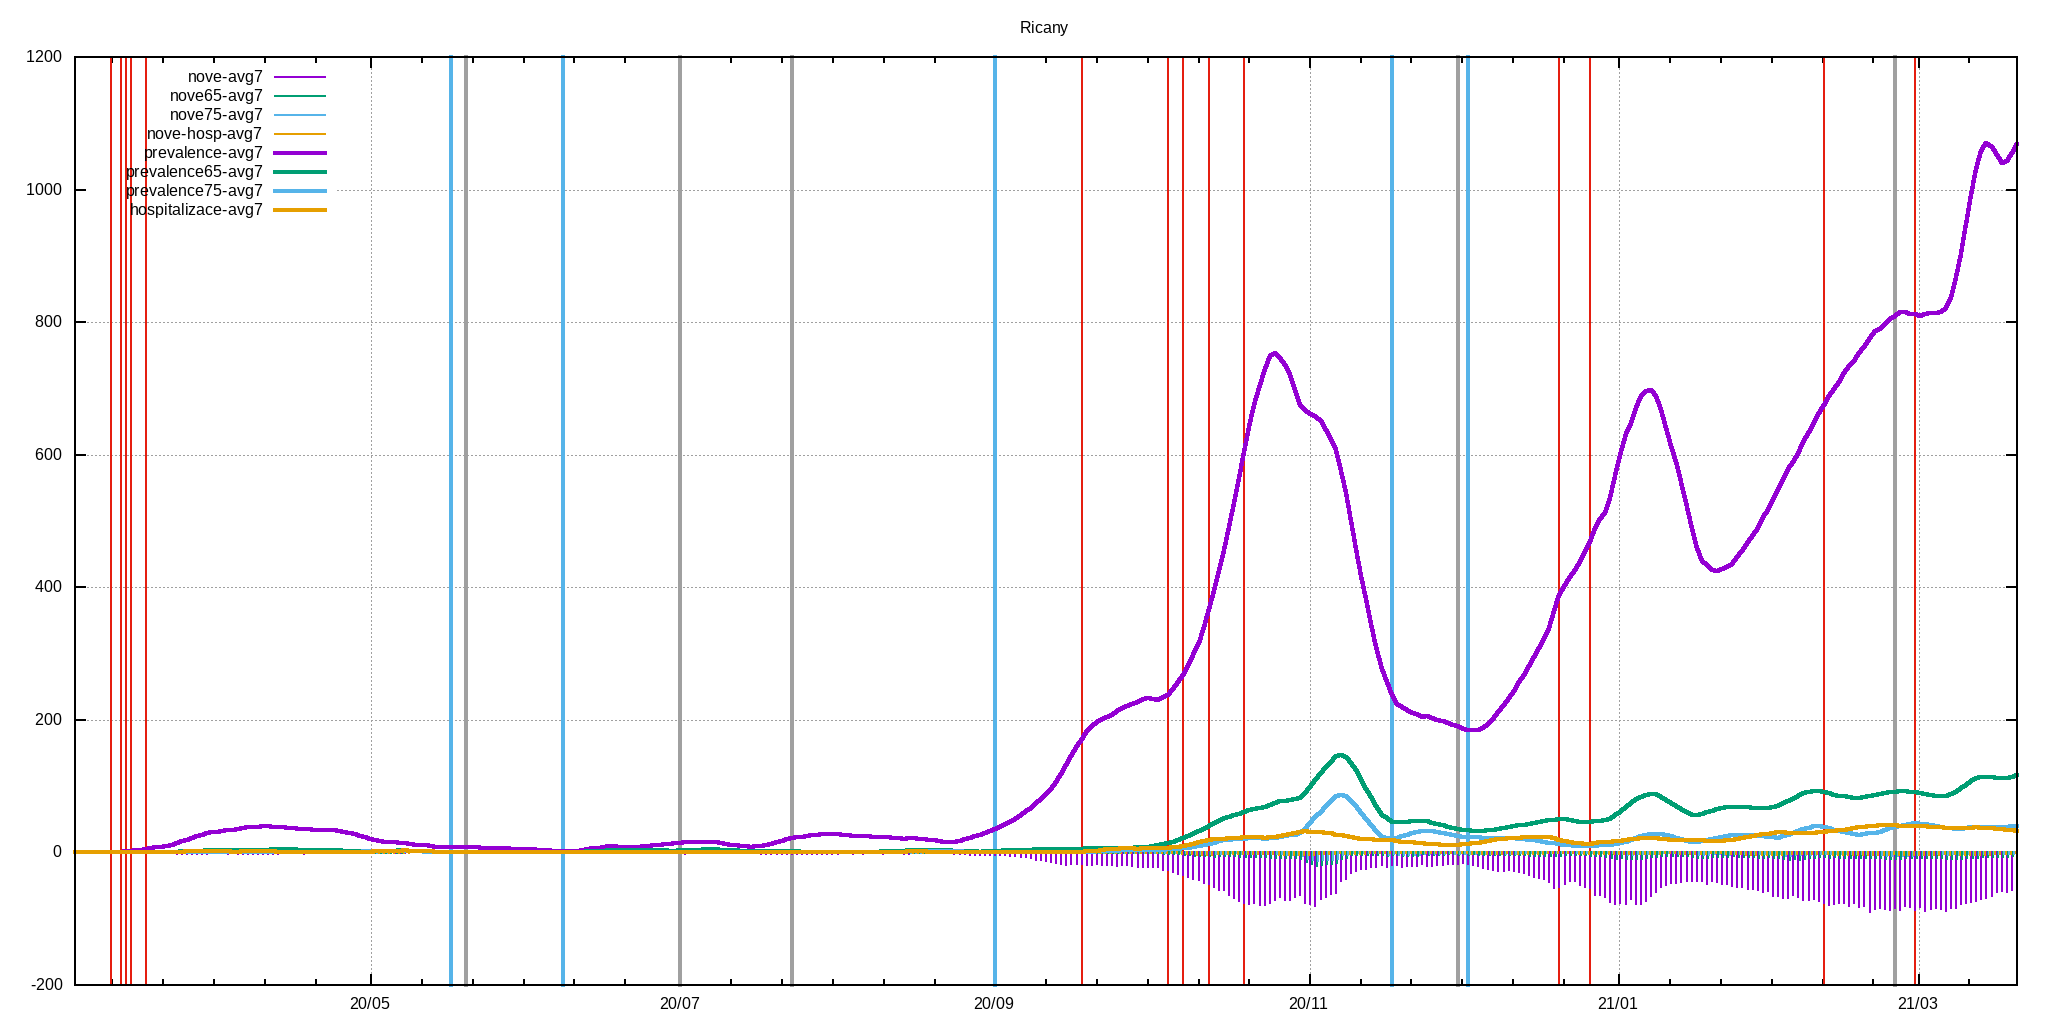 Ricany
1200
1000
800
600
400
200
0
-200
nove-avg7
nove65-avg7
nove75-avg7
nove-hosp-avg7
prevalence-avg7
prevalence65-avg7
prevalence75-avg7
hospitalizace-avg7
20/05 20/07 20/09 20/11 21/01 21/03